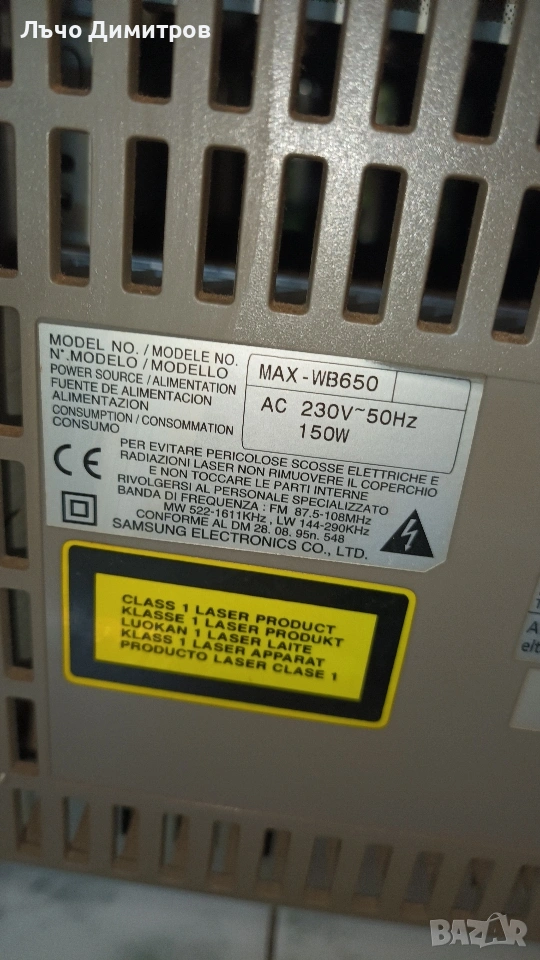 Лъчо Димитров
MODEL NO. / MODELE NO.
N°.MODELO / MODELLO
POWER SOURCE / ALIMENTATION
FUENTE DE ALIMENTACION
ALIMENTAZION
CONSUMPTION / CONSOMMATION
CONSUMO
MAX-WB650
AC 230V~50Hz
150W
CE
PER EVITARE PERICOLOSE SCOSSE ELETTRICHE E
RADIAZIONI LASER NON RIMUOVERE IL COPERCHIO
E NON TOCCARE LE PARTI INTERNE
RIVOLGERSI AL PERSONALE SPECIALIZZATO
BANDA DI FREQUENZA : FM 87.5-108MHz
MW 522-1611KHz, LW 144-290KHz
CONFORME AL DM 28. 08. 95n. 548
SAMSUNG ELECTRONICS CO., LTD.
CLASS 1 LASER PRODUCT
KLASSE 1 LASER PRODUKT
LUOKAN 1 LASER LAITE
KLASS 1 LASER APPARAT
PRODUCTO LASER CLASE 1
BAZAR